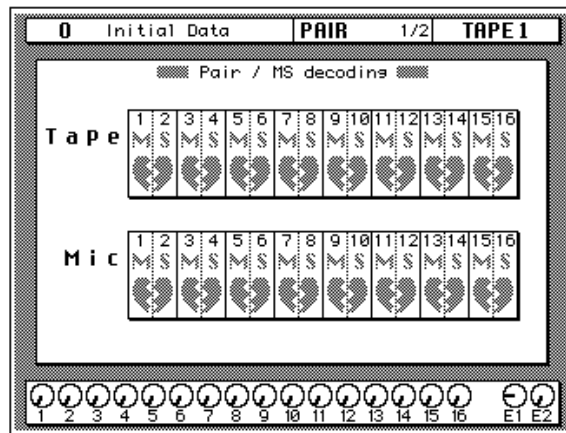 0 Initial Data PAIR 1/2 TAPE1
Pair / MS decoding
1 2 3 4 5 6 7 8 9 10 11 12 13 14 15 16
Tape M S M S M S M S M S M S M S M S
1 2 3 4 5 6 7 8 9 10 11 12 13 14 15 16
Mic M S M S M S M S M S M S M S M S
1 2 3 4 5 6 7 8 9 10 11 12 13 14 15 16 E1 E2